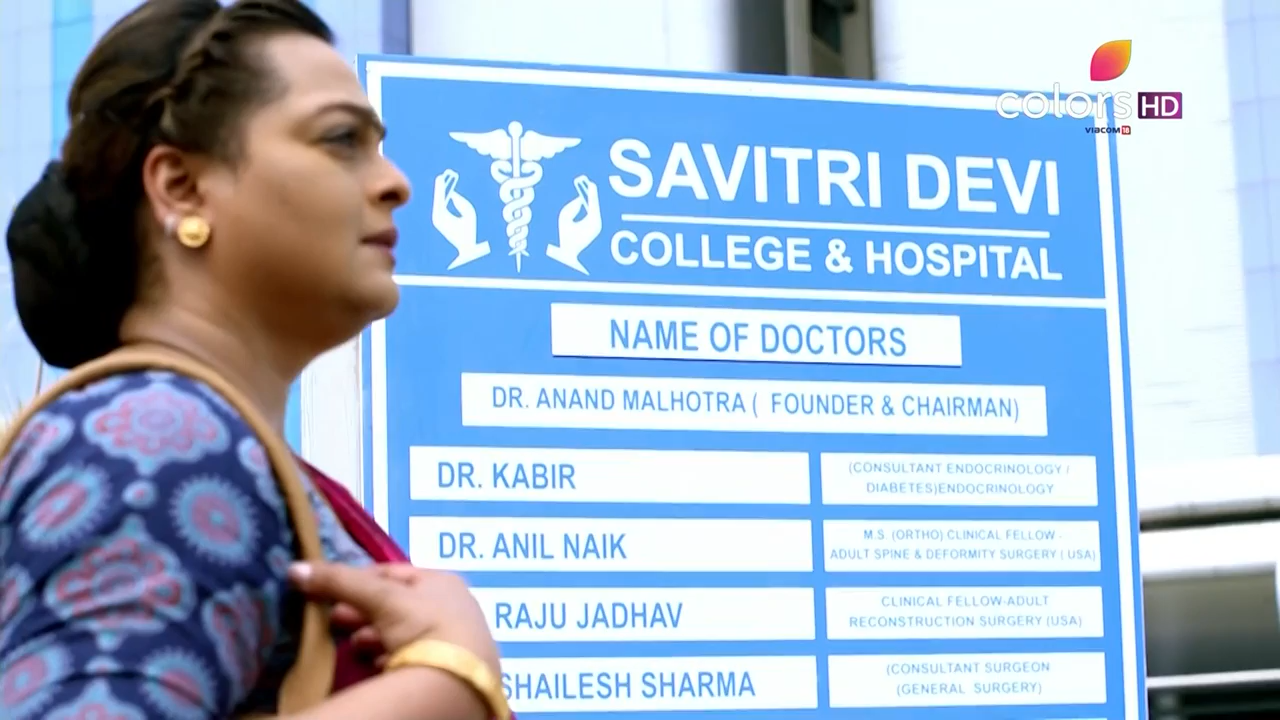 colors HD
VIACOM 18
SAVITRI DEVI
COLLEGE & HOSPITAL
NAME OF DOCTORS
DR. ANAND MALHOTRA ( FOUNDER & CHAIRMAN)
DR. KABIR
(CONSULTANT ENDOCRINOLOGY /
DIABETES)ENDOCRINOLOGY
DR. ANIL NAIK
M.S. (ORTHO) CLINICAL FELLOW -
ADULT SPINE & DEFORMITY SURGERY ( USA)
RAJU JADHAV
CLINICAL FELLOW-ADULT
RECONSTRUCTION SURGERY (USA)
SHAILESH SHARMA
(CONSULTANT SURGEON
(GENERAL SURGERY)